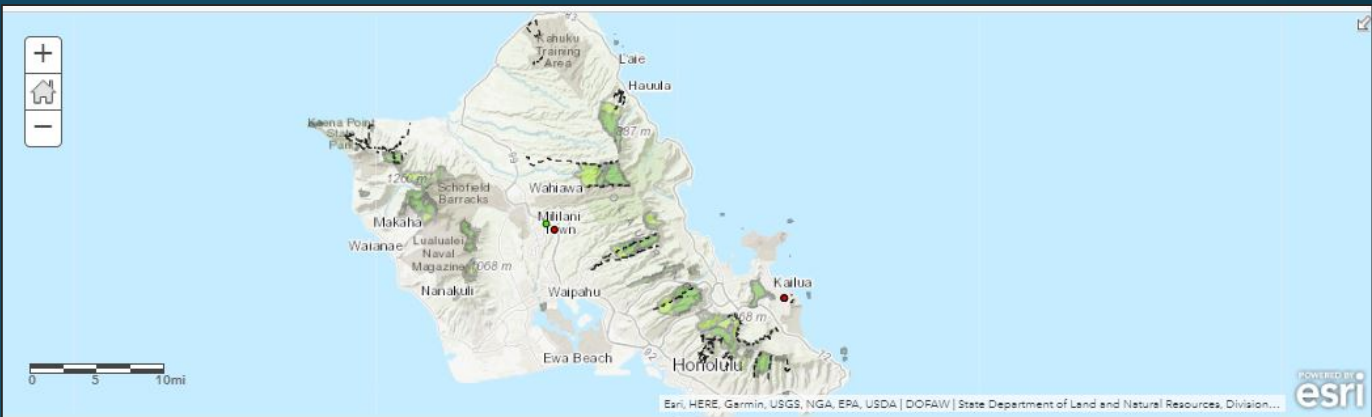 +
−
Kahuku
Training
Area
Laie
Hauula
Kaena Point
State
Park
Schofield
Barracks
Wahiawa
Makaha
Mililani
Town
Waianae
Lualualei
Naval
Magazine
1068 m
Nanakuli
Waipahu
Kailua
Ewa Beach
92
Honolulu
0 5 10mi
Esri, HERE, Garmin, USGS, NGA, EPA, USDA | DOFAW | State Department of Land and Natural Resources, Division...
POWERED BY
esri